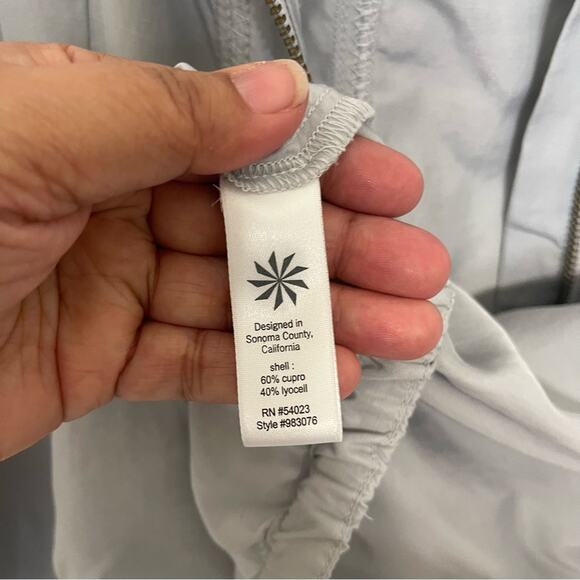 Designed in
Sonoma County,
California
shell :
60% cupro
40% lyocell
RN #54023
Style #983076